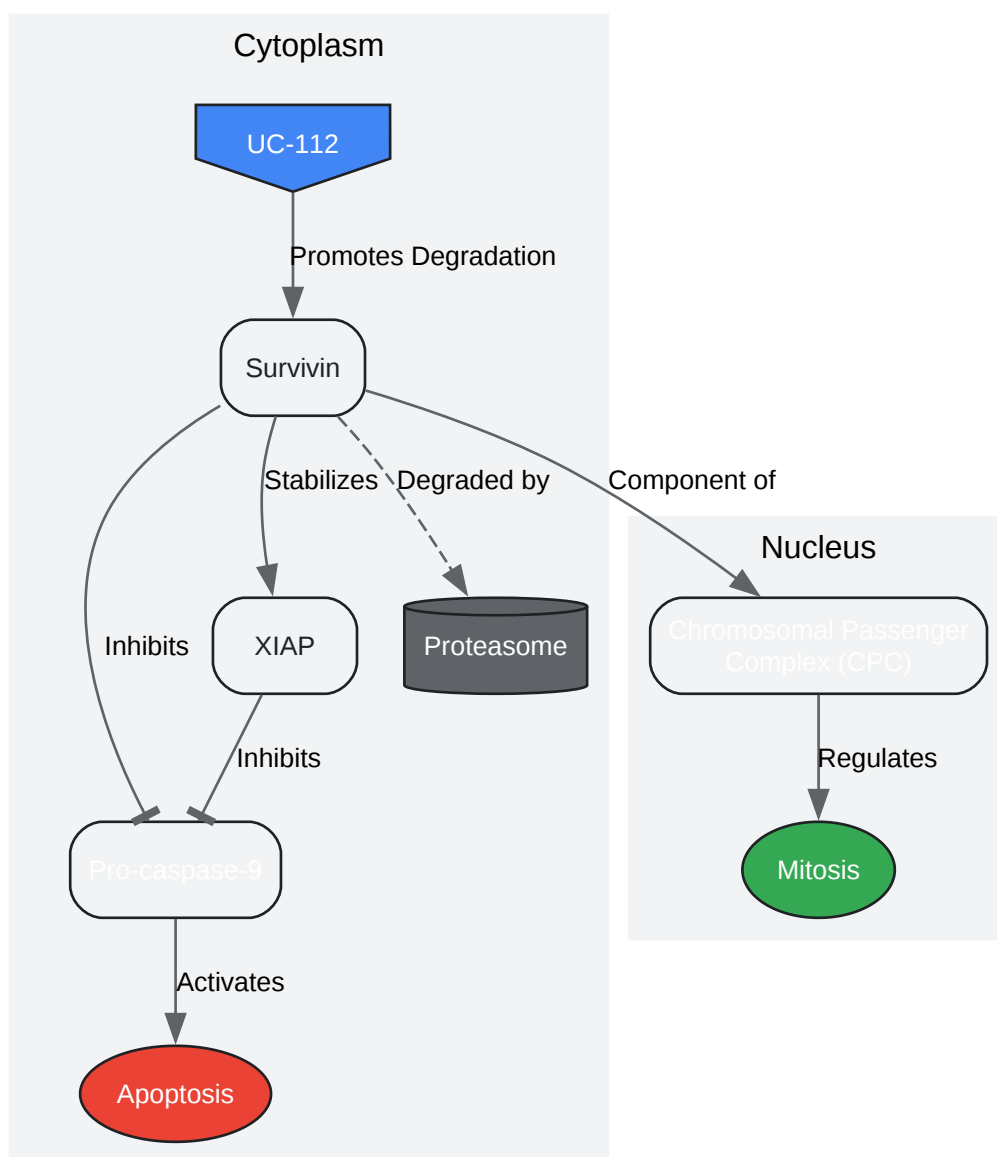 Cytoplasm
UC-112
Promotes Degradation
Survivin
Stabilizes
Degraded by
Component of
Nucleus
Inhibits
XIAP
Proteasome
Chromosomal Passenger
Complex (CPC)
Inhibits
Regulates
Pro-caspase-9
Mitosis
Activates
Apoptosis